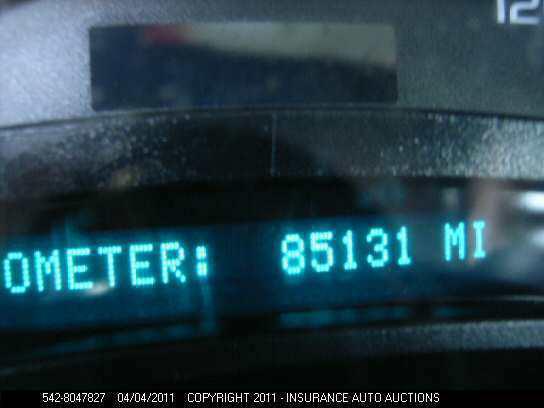 12
OMETER: 85131 MI
542-8047827 04/04/2011 COPYRIGHT 2011 - INSURANCE AUTO AUCTIONS